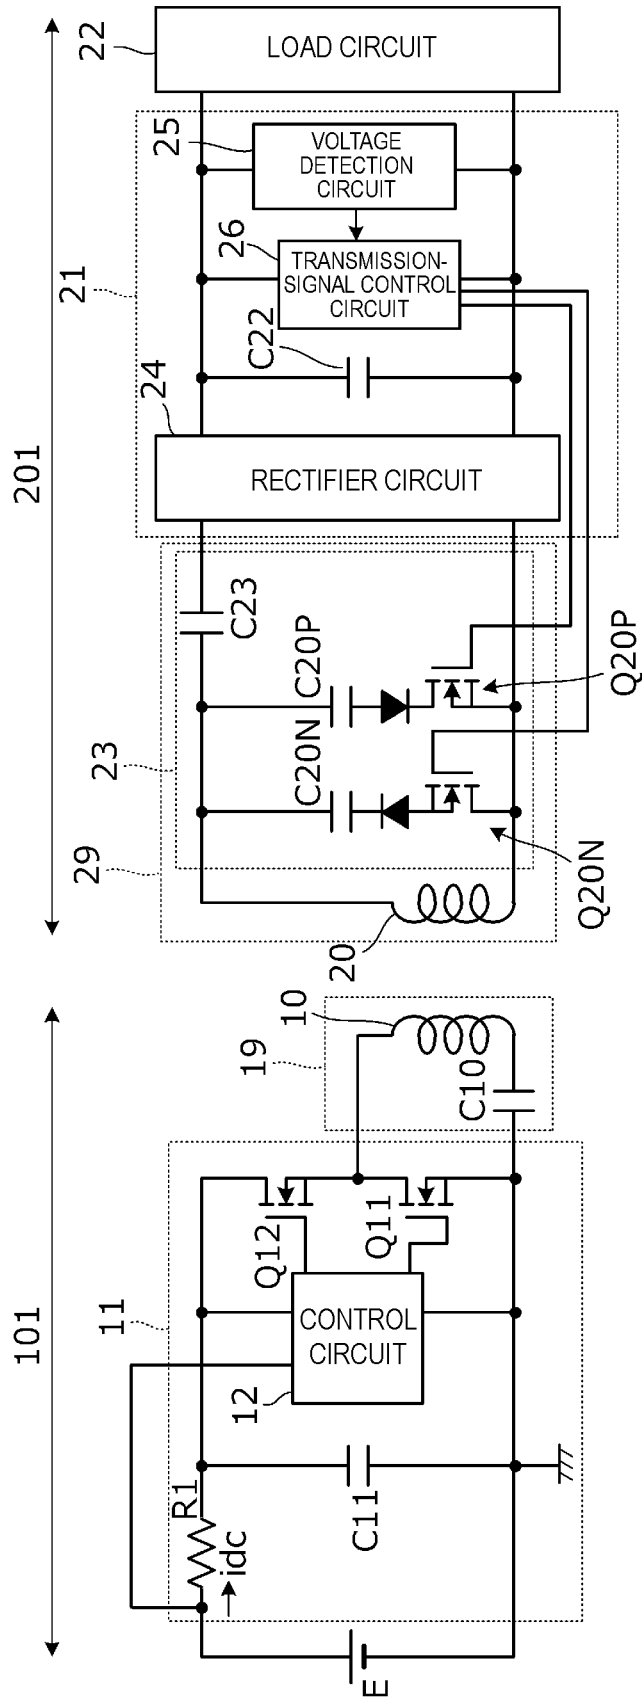 22
LOAD CIRCUIT
25
VOLTAGE
DETECTION
CIRCUIT
26
TRANSMISSION-
SIGNAL CONTROL
CIRCUIT
21
C22
24
201
RECTIFIER CIRCUIT
C23
C20P
Q20P
C20N
23
Q20N
29
20
10
19
C10
Q12
Q11
11
101
CONTROL
CIRCUIT
12
R1
C11
idc
E